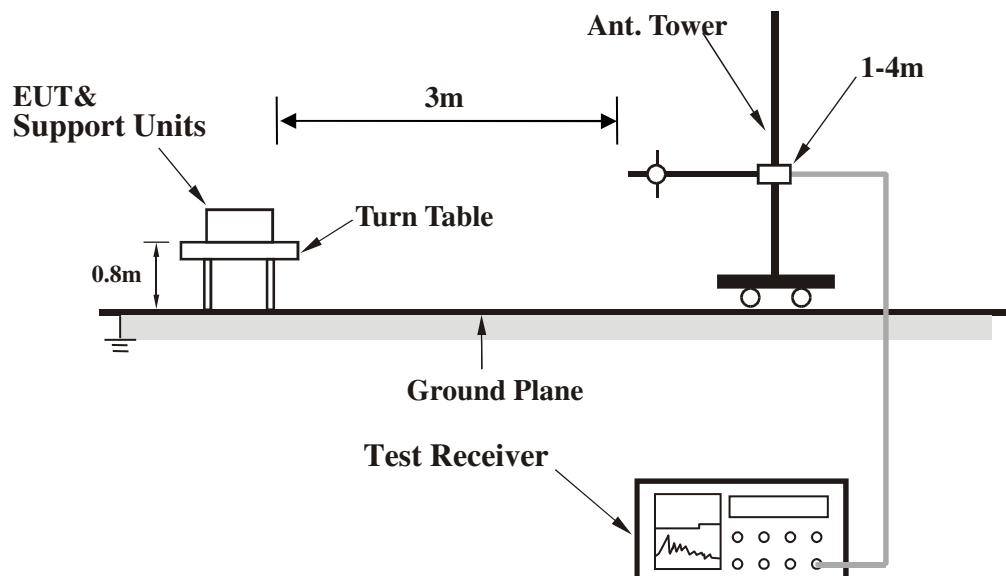 Ant. Tower
1-4m
3m
EUT&
Support Units
Turn Table
0.8m
Ground Plane
Test Receiver